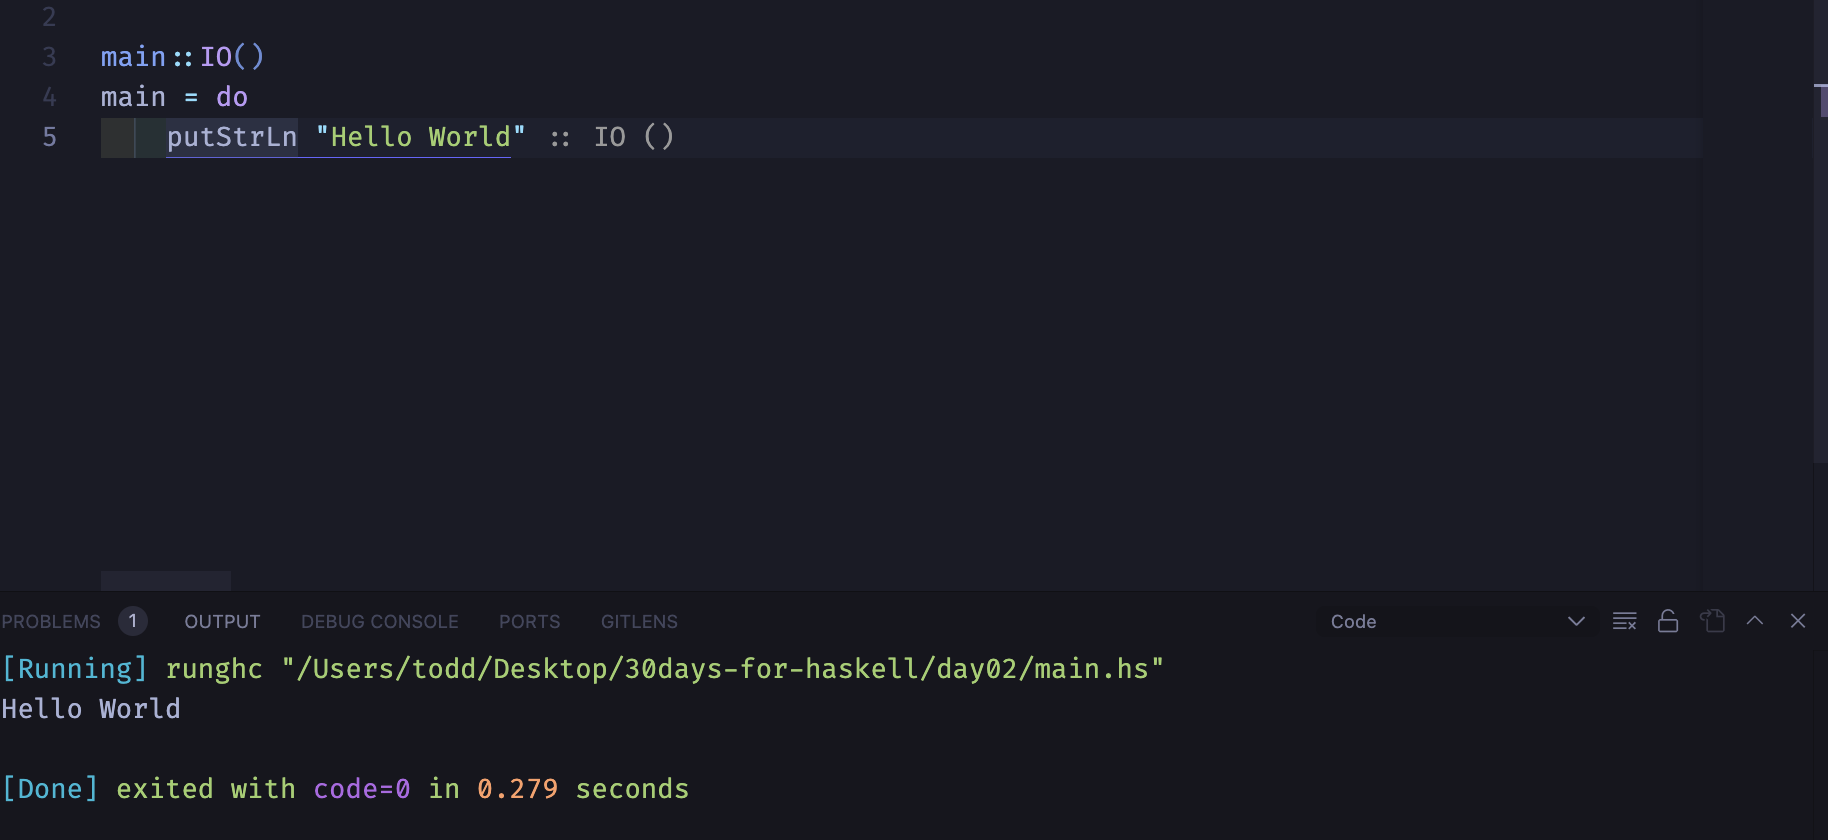 2
3 main::IO()
4 main = do
5 putStrLn "Hello World" :: IO ()
PROBLEMS 1 OUTPUT DEBUG CONSOLE PORTS GITLENS Code
[Running] runghc "/Users/todd/Desktop/30days-for-haskell/day02/main.hs"
Hello World
[Done] exited with code=0 in 0.279 seconds